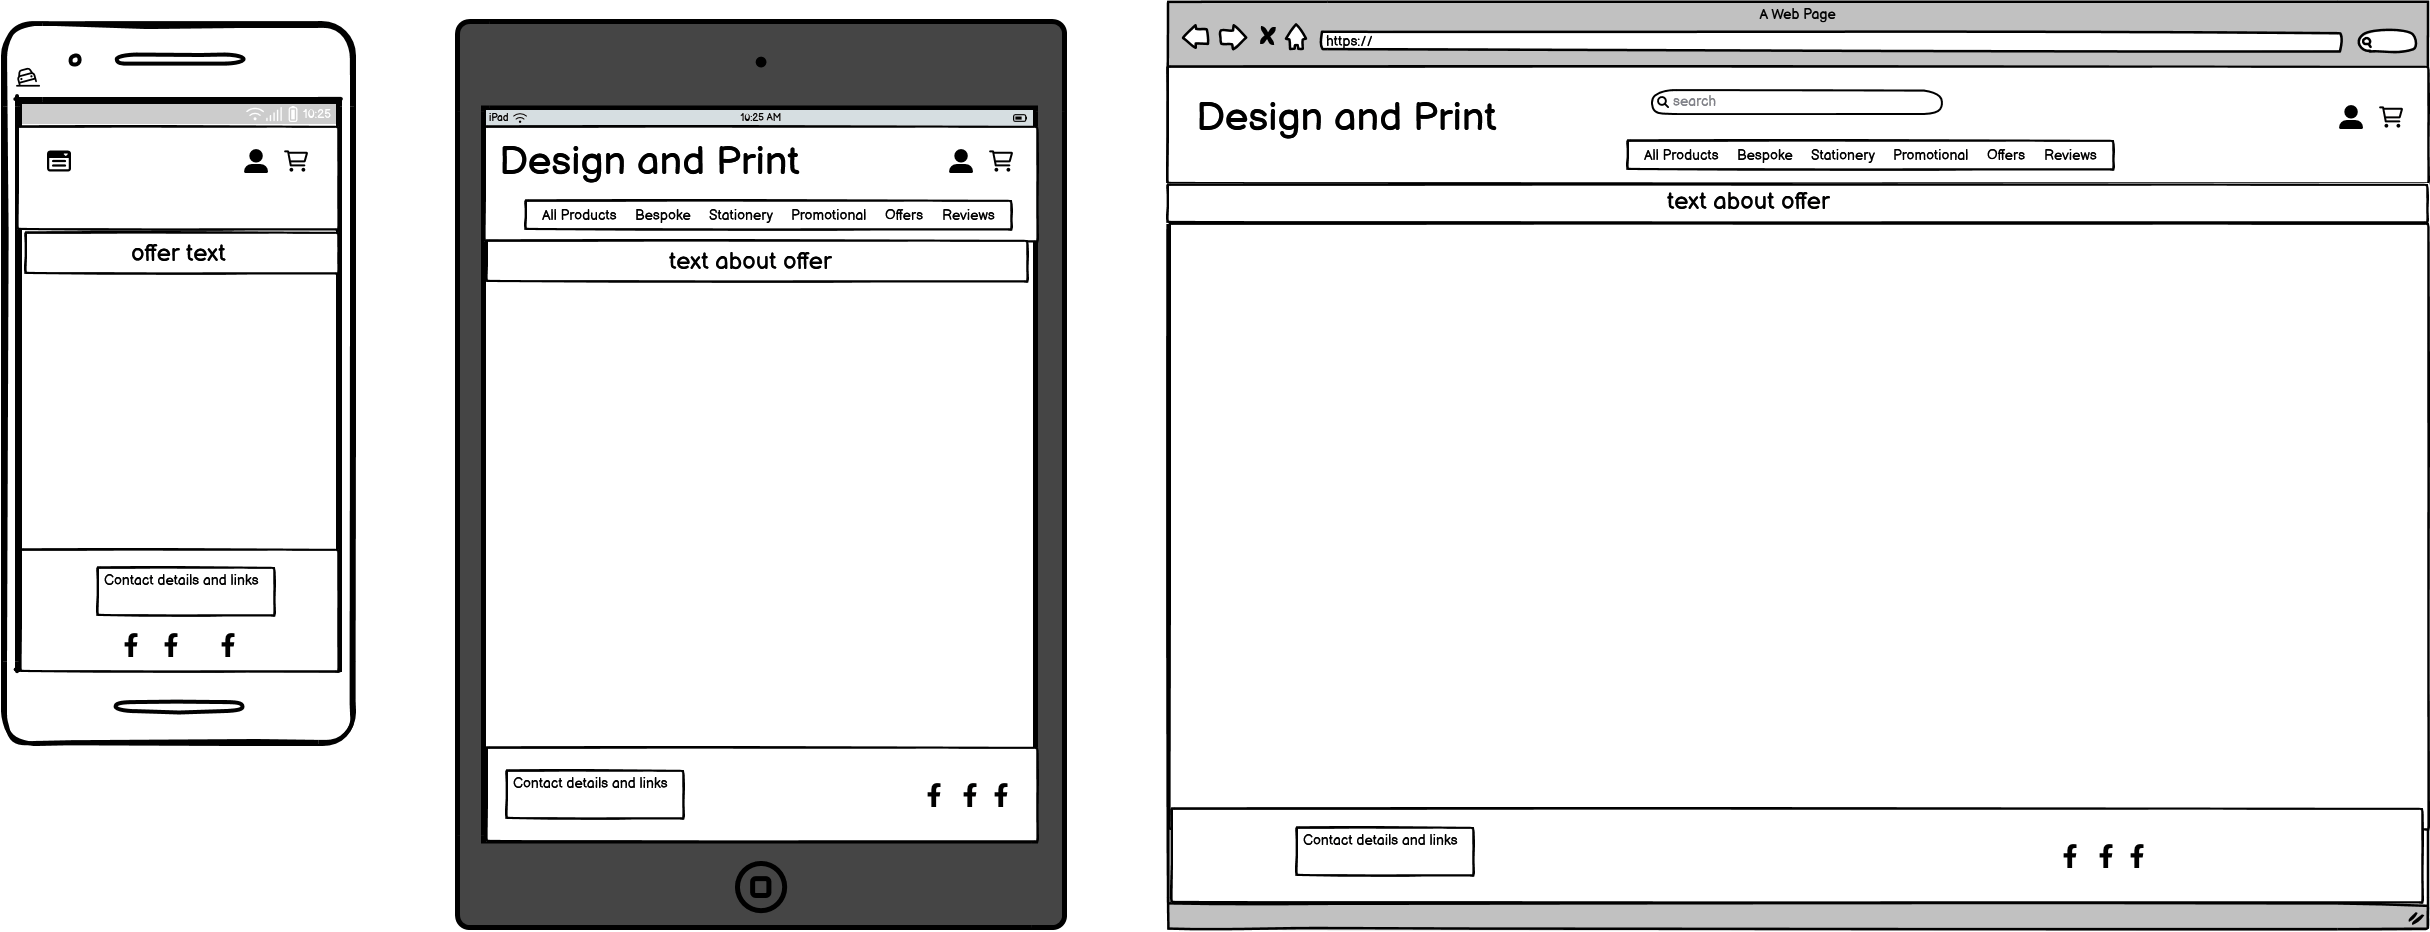 10:25
offer text
Contact details and links
iPad
10:25 AM
Design and Print
All Products Bespoke Stationery Promotional Offers Reviews
text about offer
Contact details and links
A Web Page
https://
search
Design and Print
All Products Bespoke Stationery Promotional Offers Reviews
text about offer
Contact details and links